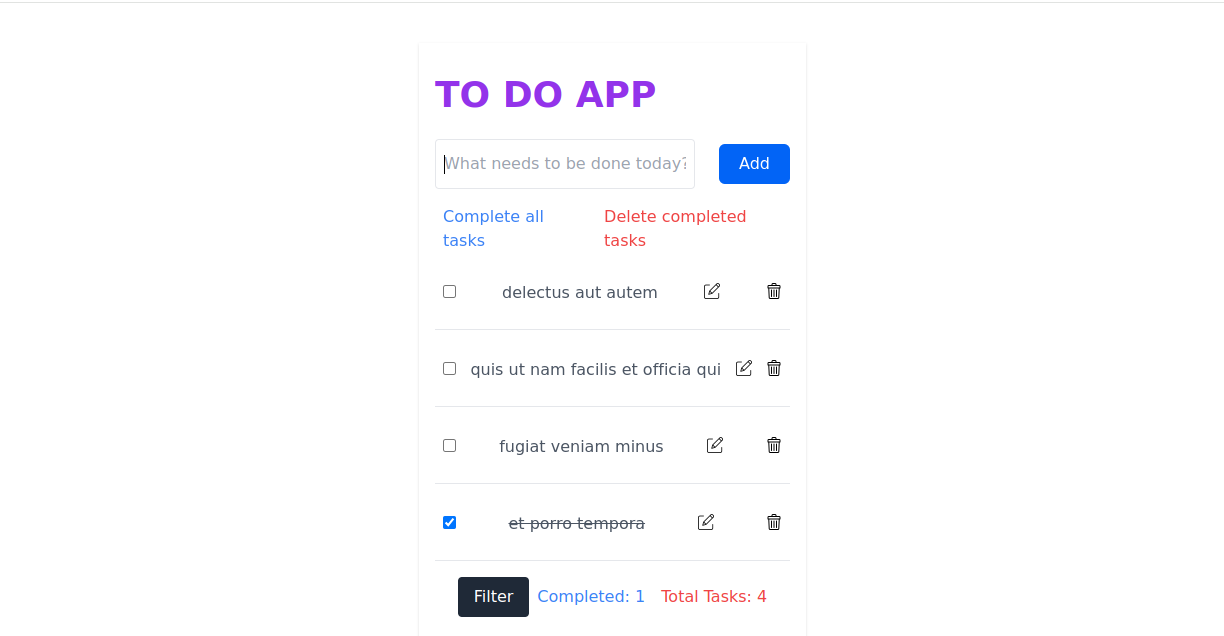 TO DO APP
What needs to be done today?
Add
Complete all
tasks
Delete completed
tasks
delectus aut autem
quis ut nam facilis et officia qui
fugiat veniam minus
et porro tempora
Filter
Completed: 1
Total Tasks: 4